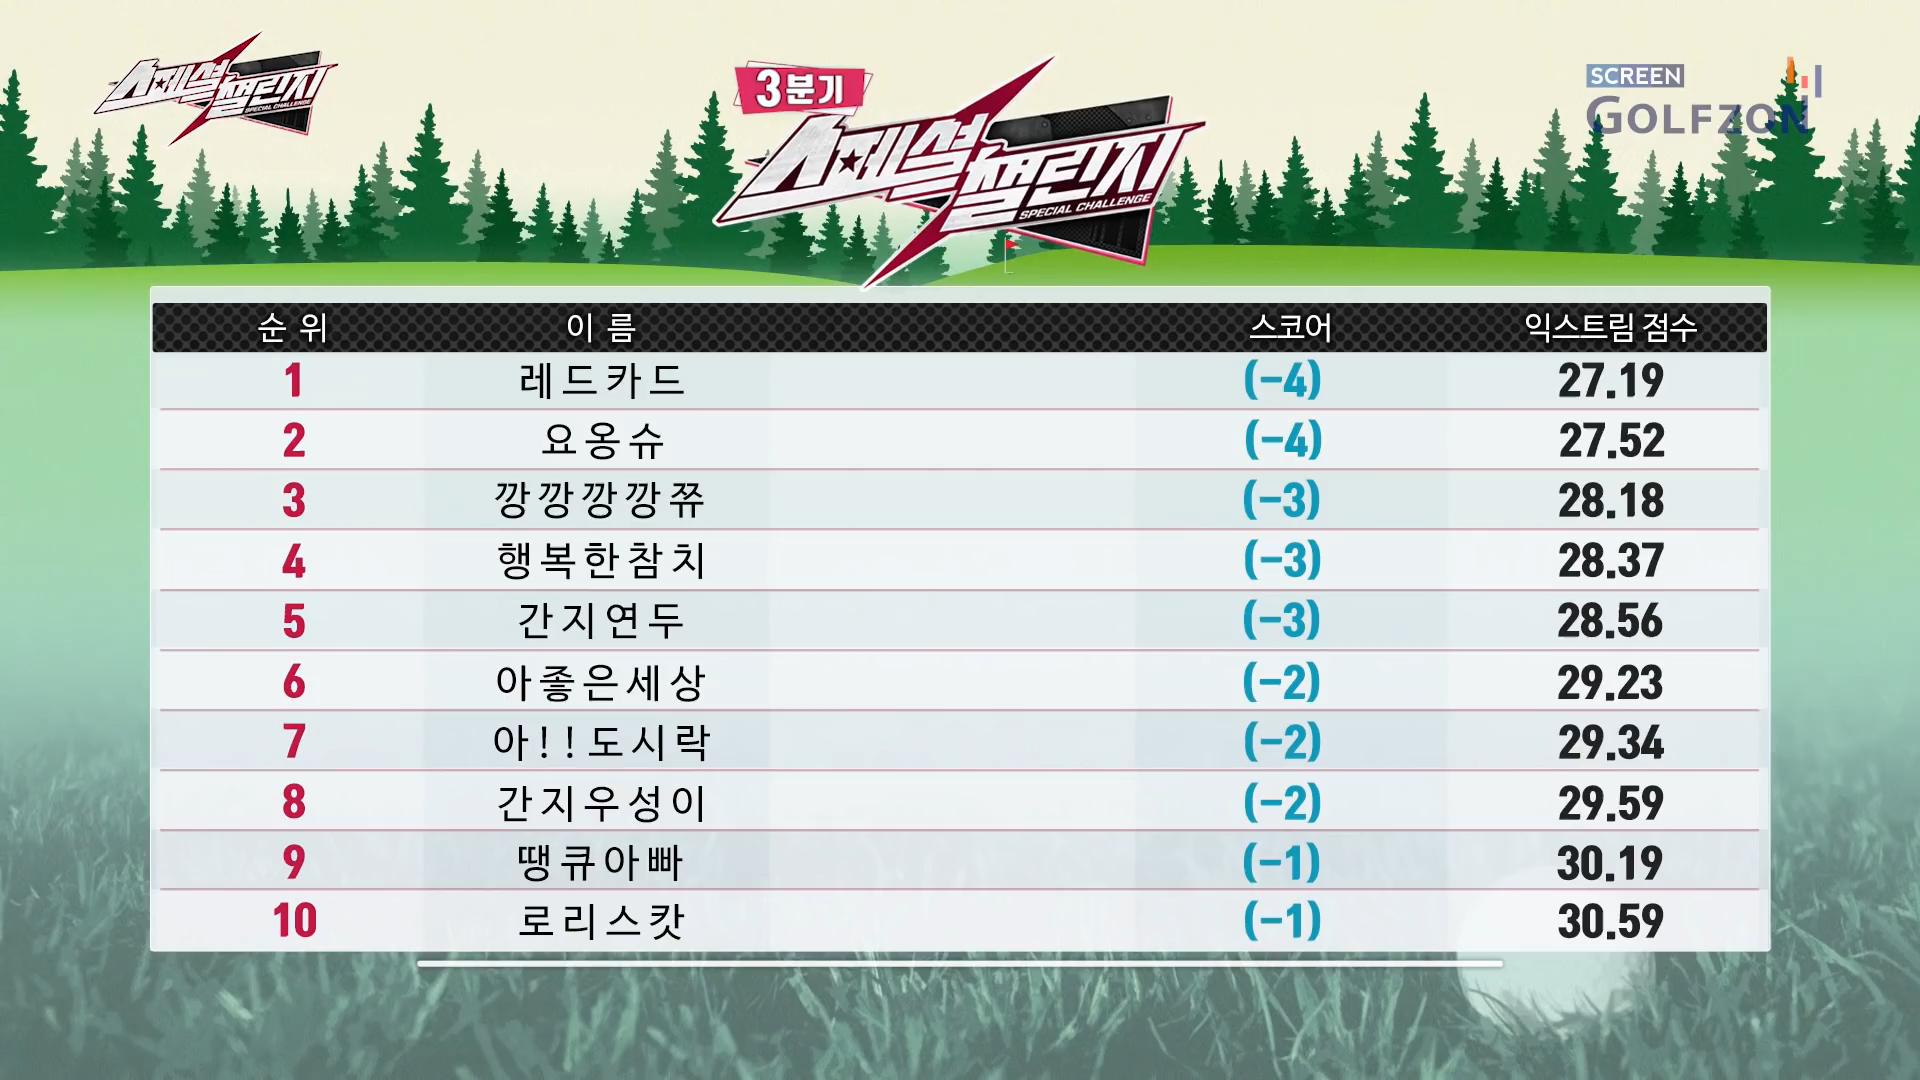 스페셜 챌린지
SPECIAL CHALLENGE
3분기
스페셜 챌린지
SPECIAL CHALLENGE
SCREEN
GOLFZON
순 위 이 름 스코어 익스트림 점수
1 레드카드 (-4) 27.19
2 요옹슈 (-4) 27.52
3 깡깡깡깡쮸 (-3) 28.18
4 행복한참치 (-3) 28.37
5 간지연두 (-3) 28.56
6 아좋은세상 (-2) 29.23
7 아!!도시락 (-2) 29.34
8 간지우성이 (-2) 29.59
9 땡큐아빠 (-1) 30.19
10 로리스캇 (-1) 30.59